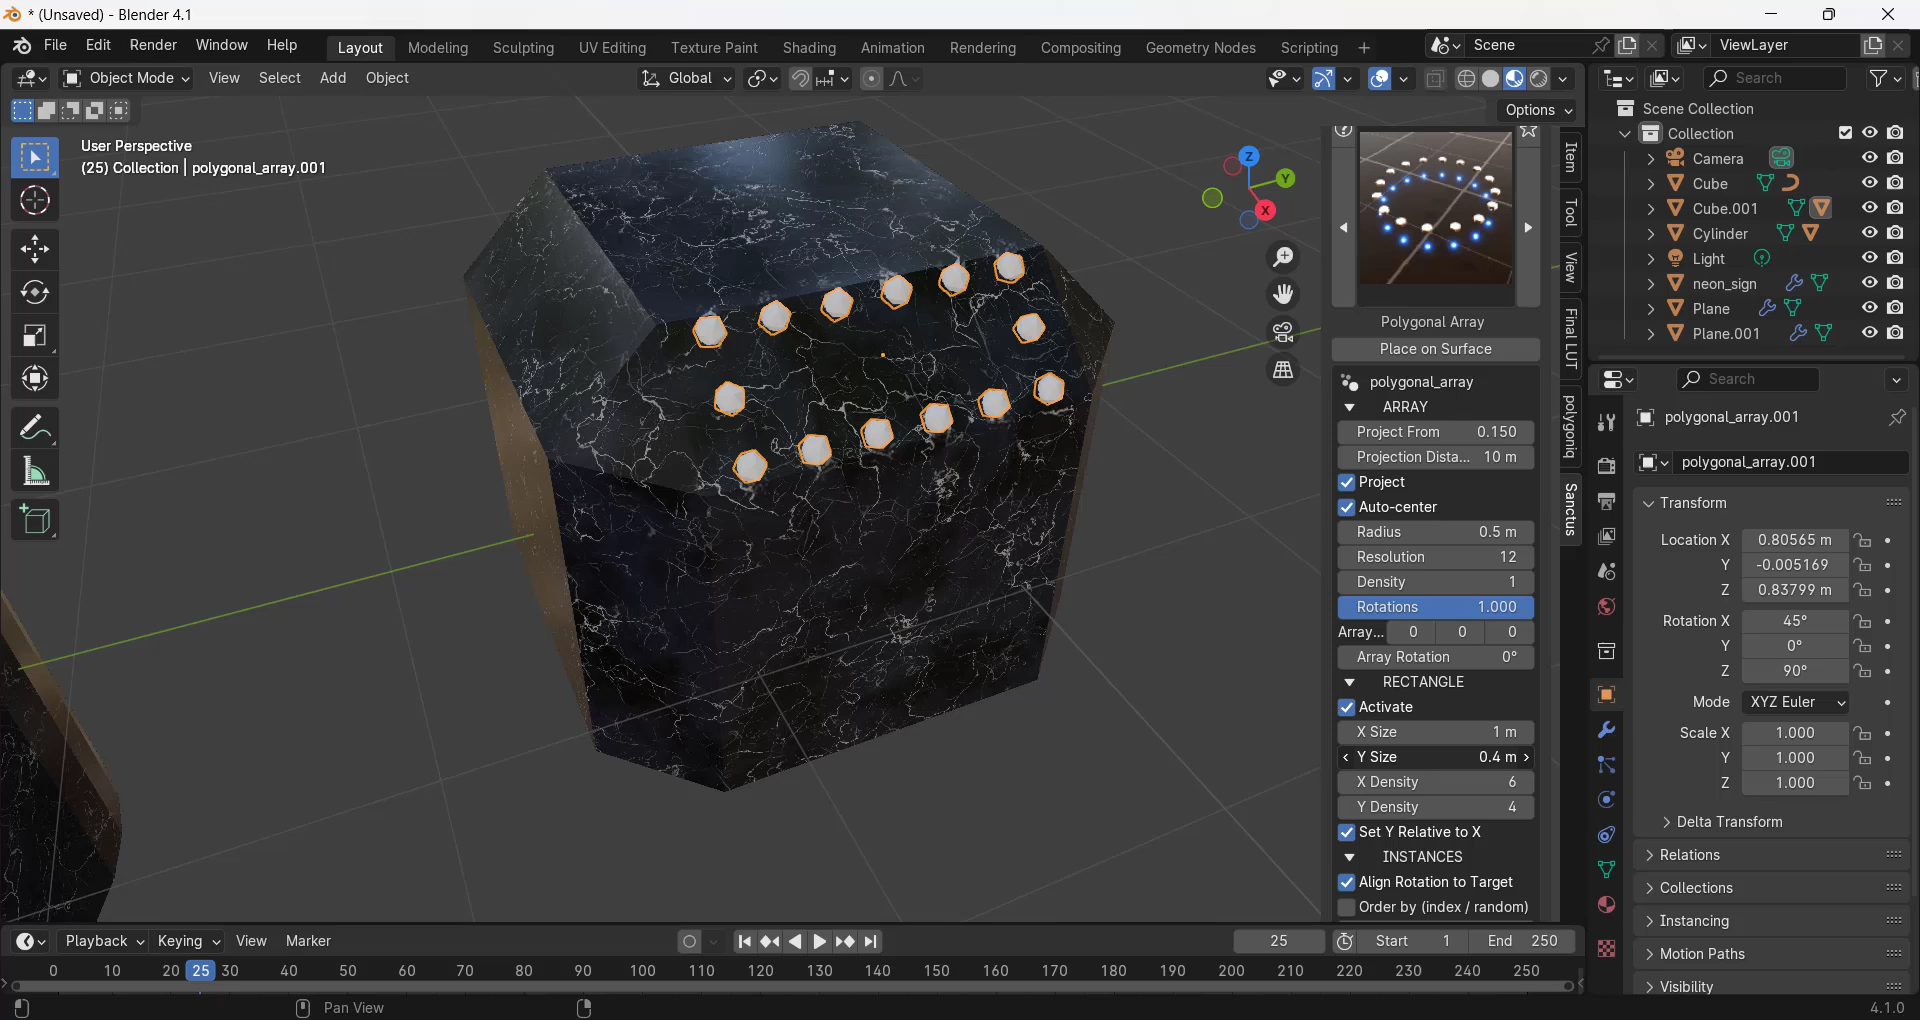 * (Unsaved) - Blender 4.1
File Edit Render Window Help
Layout Modeling Sculpting UV Editing Texture Paint Shading Animation Rendering Compositing Geometry Nodes Scripting +
Scene
ViewLayer
Object Mode View Select Add Object
Global
Search
Options
User Perspective
(25) Collection | polygonal_array.001
Z
Y
X
Polygonal Array
Place on Surface
polygonal_array
ARRAY
Project From 0.150
Projection Dista... 10 m
Project
Auto-center
Radius 0.5 m
Resolution 12
Density 1
Rotations 1.000
Array... 0 0 0
Array Rotation 0°
RECTANGLE
Activate
X Size 1 m
Y Size 0.4 m
X Density 6
Y Density 4
Set Y Relative to X
INSTANCES
Align Rotation to Target
Order by (index / random)
Item
Tool
View
Final LUT
polygoniq
Sanctus
Scene Collection
Collection
Camera
Cube
Cube.001
Cylinder
Light
neon_sign
Plane
Plane.001
Search
polygonal_array.001
polygonal_array.001
Transform
Location X 0.80565 m
Y -0.005169
Z 0.83799 m
Rotation X 45°
Y 0°
Z 90°
Mode XYZ Euler
Scale X 1.000
Y 1.000
Z 1.000
Delta Transform
Relations
Collections
Instancing
Motion Paths
Visibility
Playback Keying View Marker
25 Start 1 End 250
0 10 20 25 30 40 50 60 70 80 90 100 110 120 130 140 150 160 170 180 190 200 210 220 230 240 250
Pan View
4.1.0